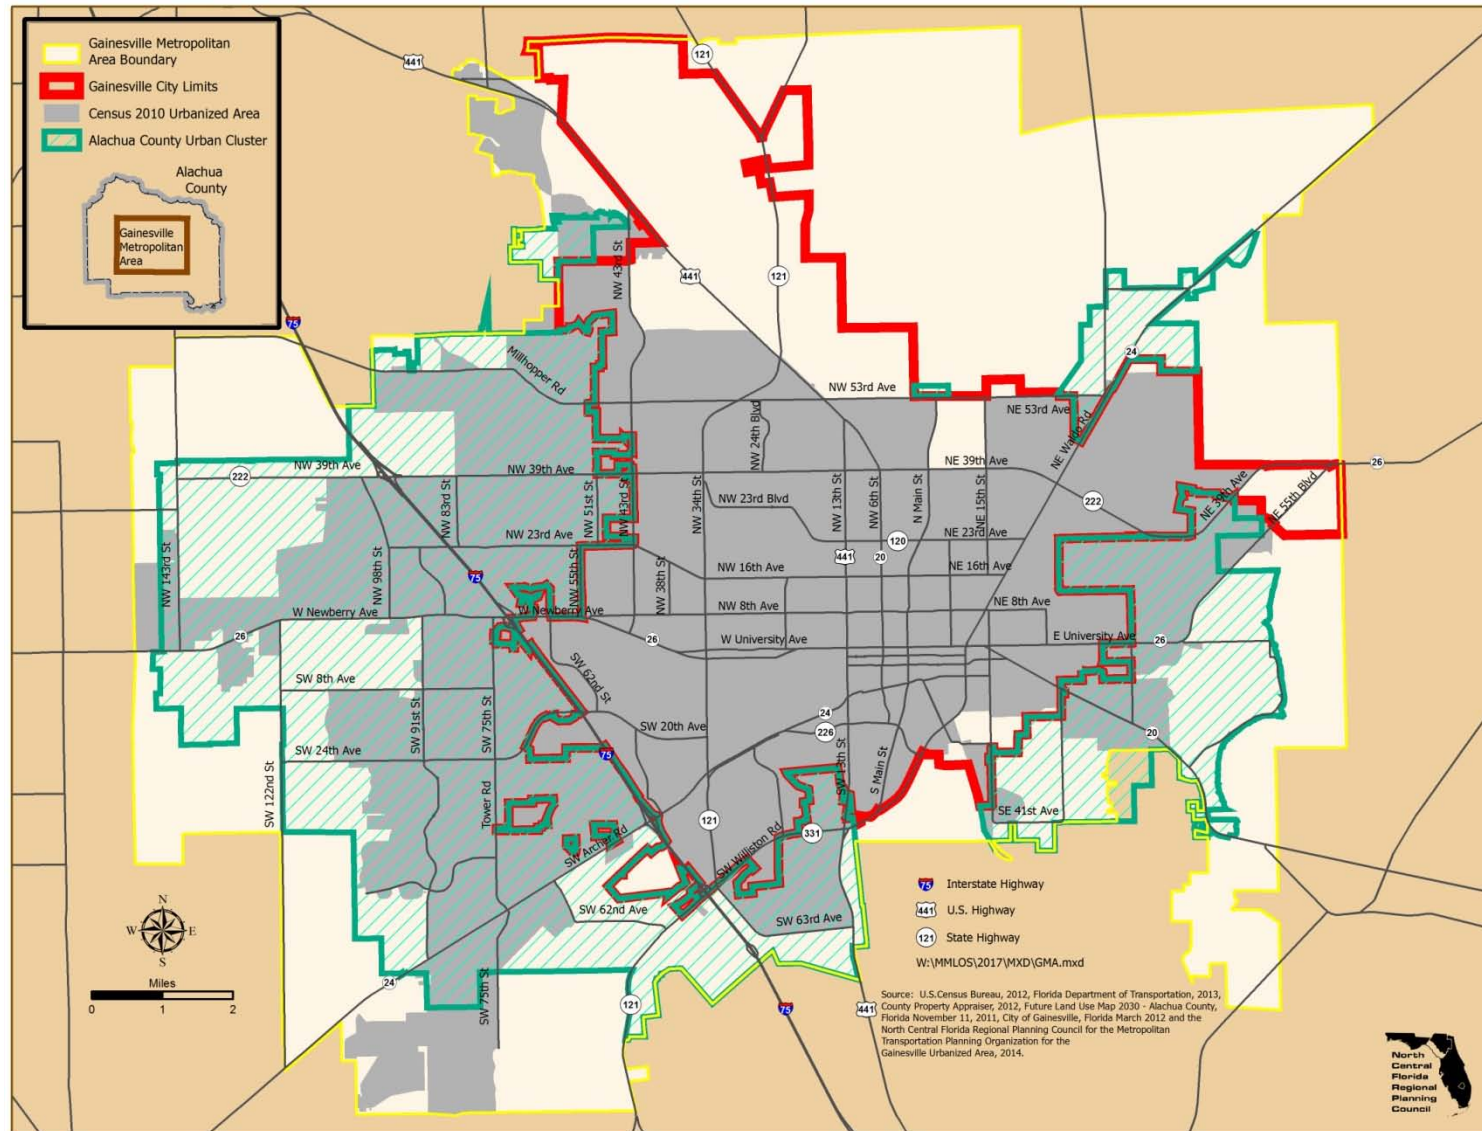 Gainesville Metropolitan
Area Boundary
Gainesville City Limits
Census 2010 Urbanized Area
Alachua County Urban Cluster
Alachua
County
Gainesville
Metropolitan
Area
121
441
75
NW 43rd St
441
121
24
Millhopper Rd
NW 53rd Ave
NE 53rd Ave
NE Waldo Rd
NW 24th Blvd
26
222
NW 39th Ave
NW 39th Ave
NE 39th Ave
222
NE 39th Ave
NE 55th Blvd
NW 83rd St
NW 51st St
NW 43rd St
NW 34th St
NW 23rd Blvd
NW 13th St
NW 6th St
N Main St
NE 15th St
NW 143rd St
NW 98th St
NW 23rd Ave
120
NE 23rd Ave
441
20
75
NW 55th St
NW 38th St
NW 16th Ave
NE 16th Ave
W Newberry Ave
W Newberry Ave
NW 8th Ave
NE 8th Ave
26
26
W University Ave
E University Ave
26
SW 8th Ave
SW 62nd St
SW 91st St
SW 75th St
24
SW 20th Ave
226
20
SW 24th Ave
75
SW 13th St
S Main St
SW 122nd St
Tower Rd
SW Archer Rd
121
SW Williston Rd
331
SE 41st Ave
SW 62nd Ave
SW 63rd Ave
75
Interstate Highway
441
U.S. Highway
121
State Highway
W:\MMLOS\2017\MXD\GMA.mxd
N
W
E
S
Miles
0
1
2
24
SW 75th St
121
75
441
Source: U.S.Census Bureau, 2012, Florida Department of Transportation, 2013,
County Property Appraiser, 2012, Future Land Use Map 2030 - Alachua County,
Florida November 11, 2011, City of Gainesville, Florida March 2012 and the
North Central Florida Regional Planning Council for the Metropolitan
Transportation Planning Organization for the
Gainesville Urbanized Area, 2014.
North
Central
Florida
Regional
Planning
Council